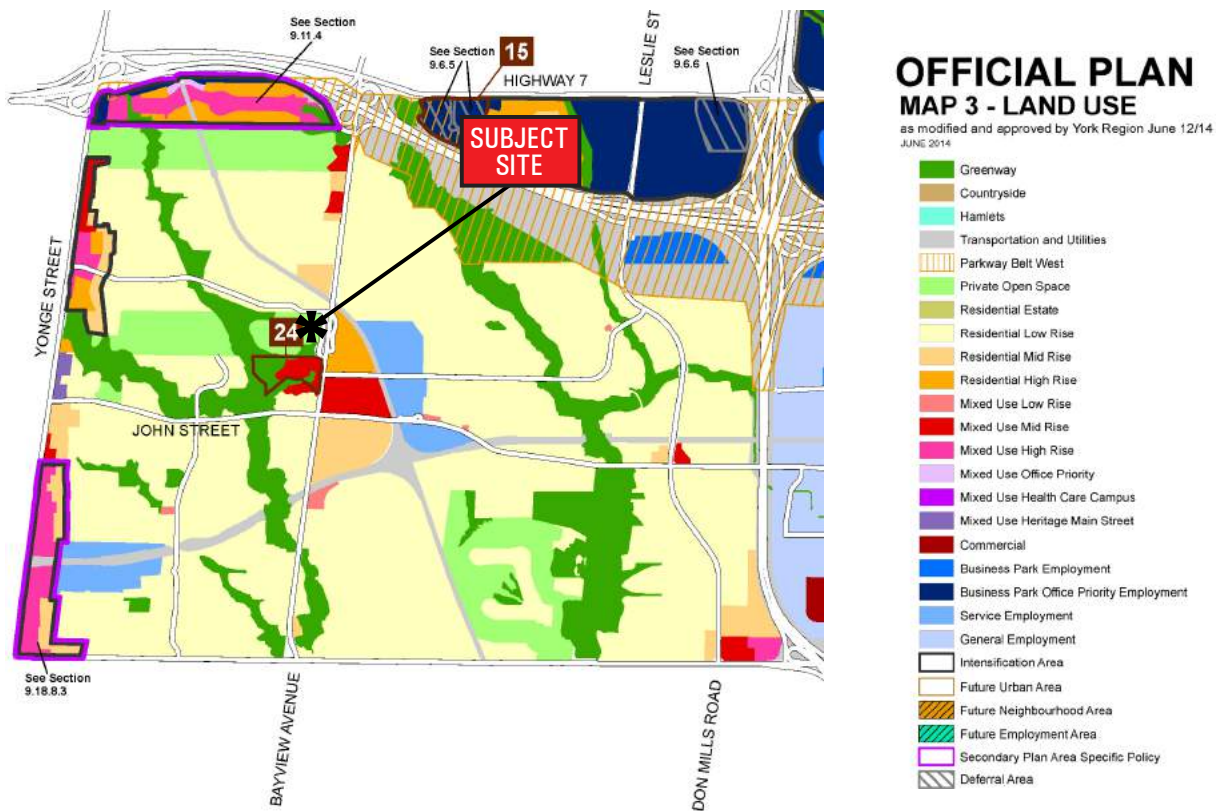 See Section
9.11.4
See Section
9.6.5
15
HIGHWAY 7
LESLIE ST
See Section
9.6.6
SUBJECT
SITE
YONGE STREET
24
JOHN STREET
See Section
9.18.8.3
BAYVIEW AVENUE
DON MILLS ROAD
OFFICIAL PLAN
MAP 3 - LAND USE
as modified and approved by York Region June 12/14
JUNE 2014
Greenway
Countryside
Hamlets
Transportation and Utilities
Parkway Belt West
Private Open Space
Residential Estate
Residential Low Rise
Residential Mid Rise
Residential High Rise
Mixed Use Low Rise
Mixed Use Mid Rise
Mixed Use High Rise
Mixed Use Office Priority
Mixed Use Health Care Campus
Mixed Use Heritage Main Street
Commercial
Business Park Employment
Business Park Office Priority Employment
Service Employment
General Employment
Intensification Area
Future Urban Area
Future Neighbourhood Area
Future Employment Area
Secondary Plan Area Specific Policy
Deferral Area